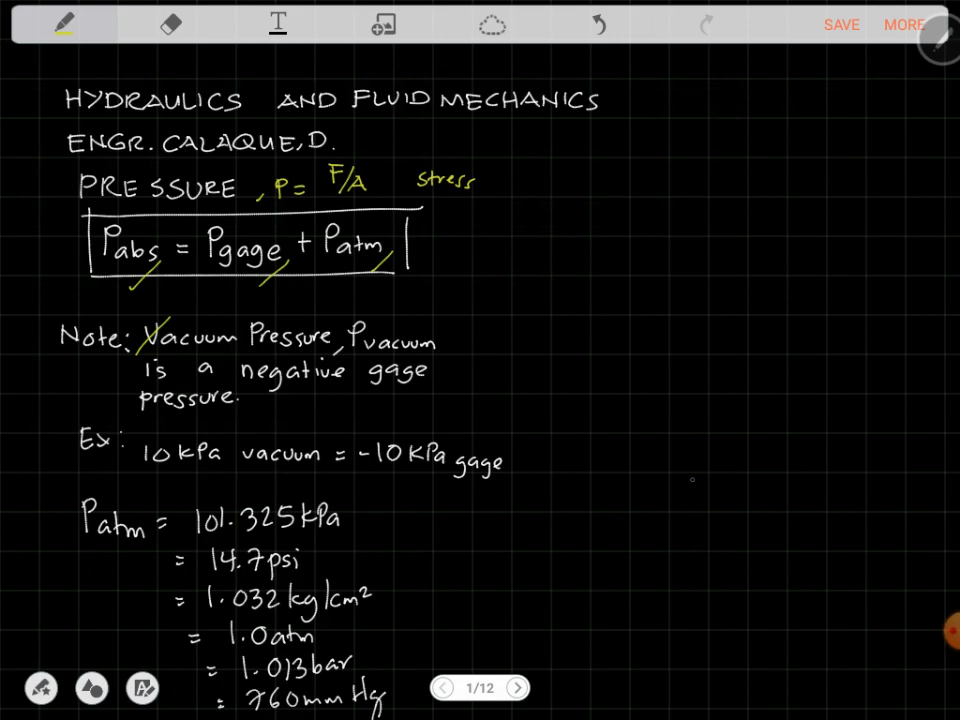 SAVE MORE
HYDRAULICS AND FLUID MECHANICS
ENGR. CALAQUE, D.
PRESSURE, P = F/A stress
Pabs = Pgage + Patm
Note: Vacuum Pressure, Pvacuum
is a negative gage
pressure.
Ex: 10 kPa vacuum = -10 KPa gage
Patm = 101.325 kPa
= 14.7 psi
= 1.032 kg/cm²
= 1.0 atm
= 1.013 bar
= 760 mm Hg
1/12